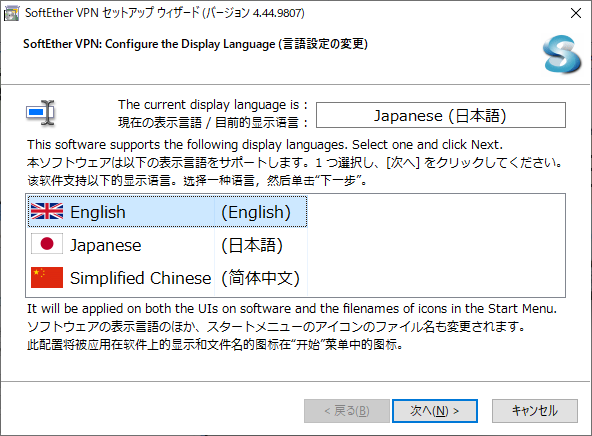 SoftEther VPN セットアップ ウィザード (バージョン 4.44.9807)
SoftEther VPN: Configure the Display Language (言語設定の変更)
The current display language is :
現在の表示言語 / 目前的显示语言 :
Japanese (日本語)
This software supports the following display languages. Select one and click Next.
本ソフトウェアは以下の表示言語をサポートします。1 つ選択し、[次へ] をクリックしてください。
该软件支持以下的显示语言。选择一种语言，然后单击“下一步”。
English (English)
Japanese (日本語)
Simplified Chinese (简体中文)
It will be applied on both the UIs on software and the filenames of icons in the Start Menu.
ソフトウェアの表示言語のほか、スタートメニューのアイコンのファイル名も変更されます。
此配置将被应用在软件上的显示和文件名的图标在“开始”菜单中的图标。
< 戻る(B)
次へ(N) >
キャンセル